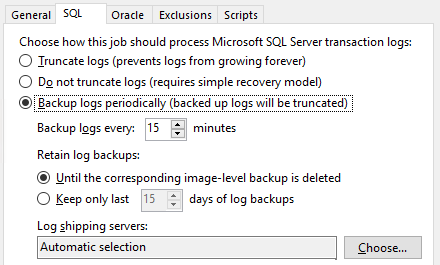 General SQL Oracle Exclusions Scripts
Choose how this job should process Microsoft SQL Server transaction logs:
Truncate logs (prevents logs from growing forever)
Do not truncate logs (requires simple recovery model)
Backup logs periodically (backed up logs will be truncated)
Backup logs every: 15 minutes
Retain log backups:
Until the corresponding image-level backup is deleted
Keep only last 15 days of log backups
Log shipping servers:
Automatic selection Choose...